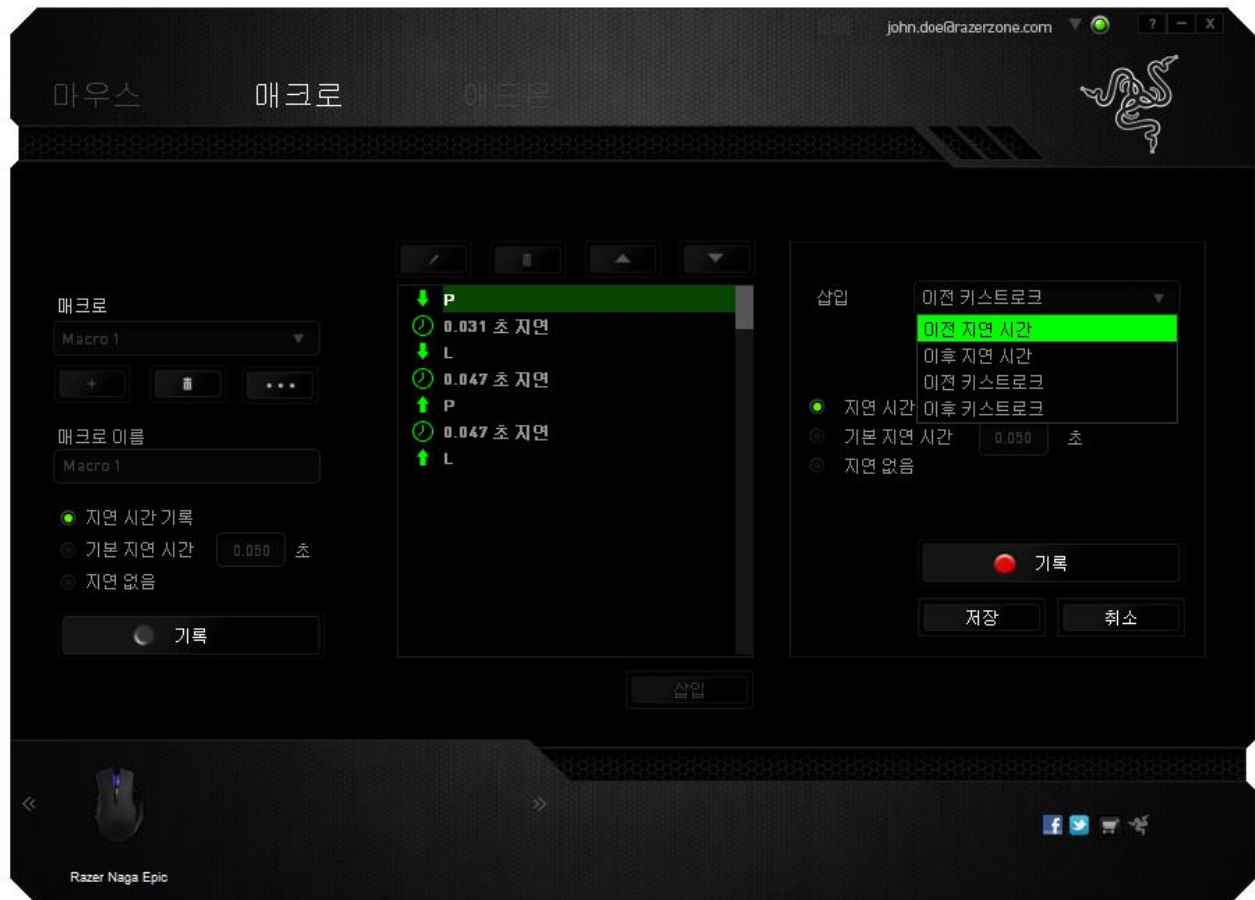 john.doe@razerzone.com
? – X
마우스 매크로 애드온
매크로
Macro 1
매크로 이름
Macro 1
지연 시간 기록
기본 지연 시간 0.050 초
지연 없음
기록
P
0.031 초 지연
L
0.047 초 지연
P
0.047 초 지연
L
삽입
삽입 이전 키스트로크
이전 지연 시간
이후 지연 시간
이전 키스트로크
이후 키스트로크
지연 시간
기본 지연 시간 0.050 초
지연 없음
기록
저장 취소
Razer Naga Epic